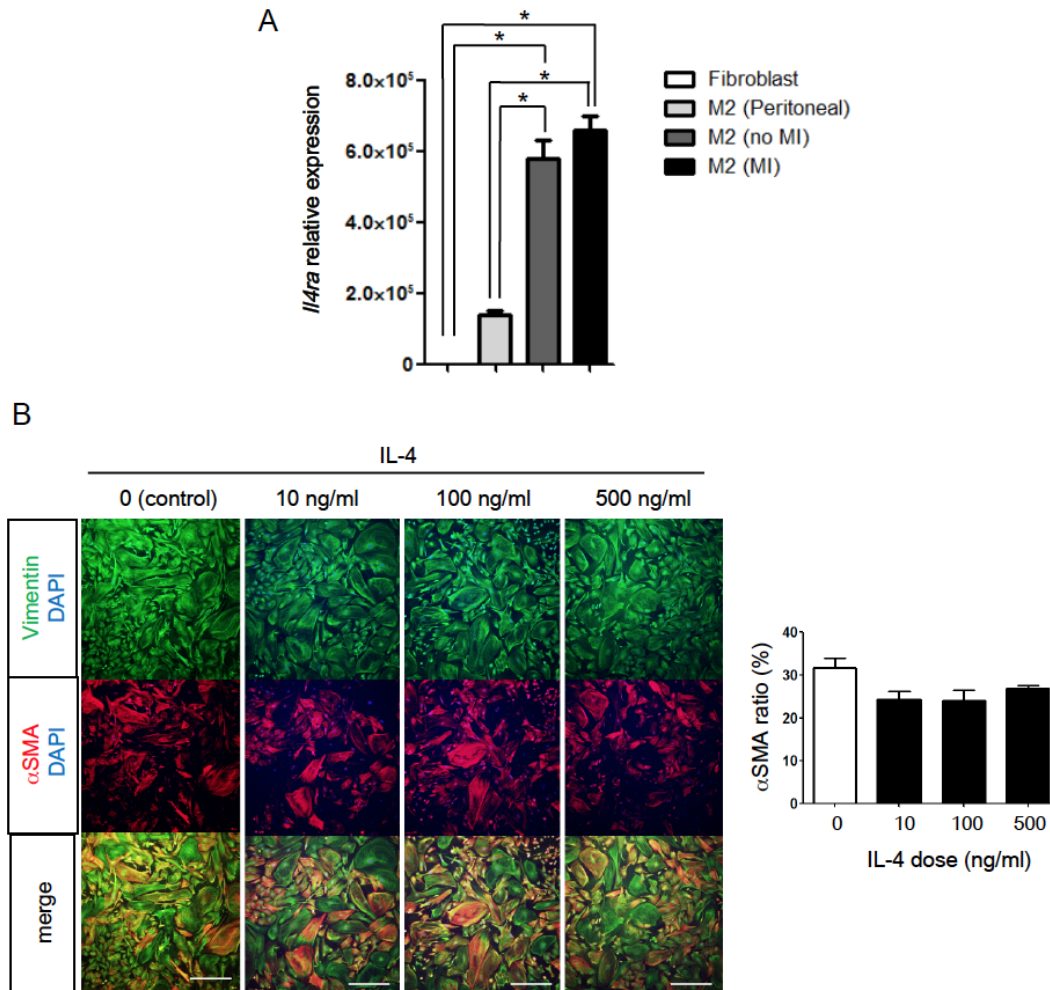 A
*
*
*
*
8.0×10⁵
6.0×10⁵
4.0×10⁵
2.0×10⁵
0
Il4ra relative expression
Fibroblast
M2 (Peritoneal)
M2 (no MI)
M2 (MI)
B
IL-4
0 (control) 10 ng/ml 100 ng/ml 500 ng/ml
Vimentin
DAPI
αSMA
DAPI
merge
αSMA ratio (%)
40
30
20
10
0
0 10 100 500
IL-4 dose (ng/ml)